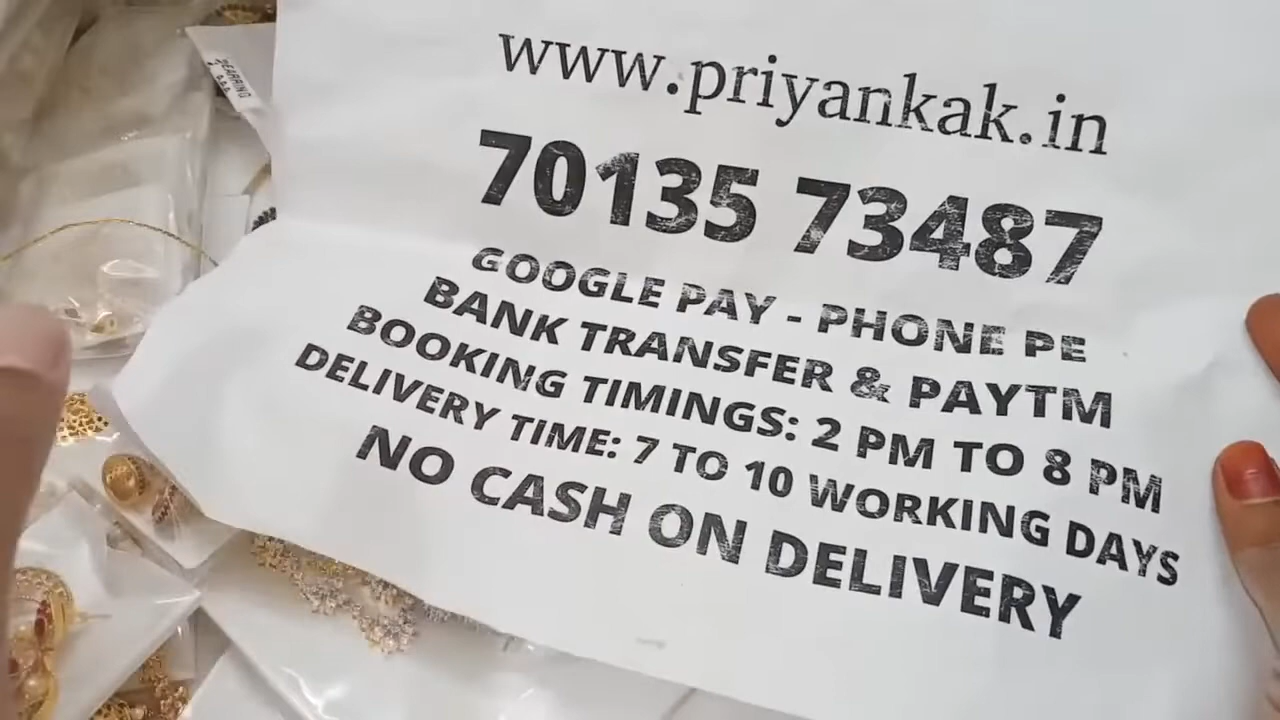 EARRING
www.priyankak.in
70135 73487
GOOGLE PAY - PHONE PE
BANK TRANSFER & PAYTM
BOOKING TIMINGS: 2 PM TO 8 PM
DELIVERY TIME: 7 TO 10 WORKING DAYS
NO CASH ON DELIVERY